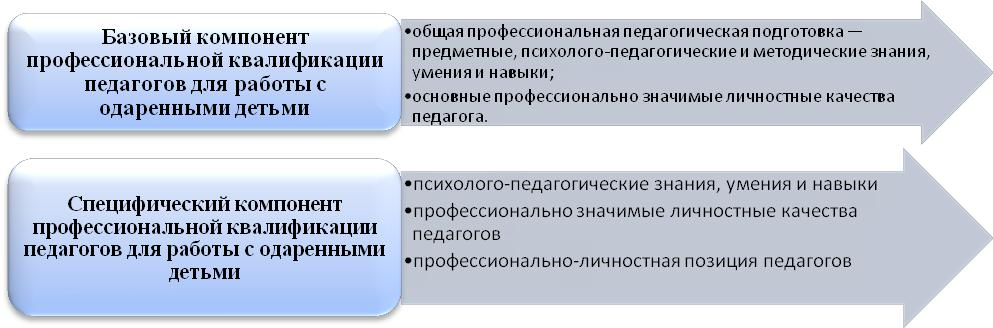 Базовый компонент
профессиональной квалификации
педагогов для работы с
одаренными детьми
•общая профессиональная педагогическая подготовка —
предметные, психолого-педагогические и методические знания,
умения и навыки;
•основные профессионально значимые личностные качества
педагога.
Специфический компонент
профессиональной квалификации
педагогов для работы с одаренными
детьми
•психолого-педагогические знания, умения и навыки
•профессионально значимые личностные качества
педагогов
•профессионально-личностная позиция педагогов